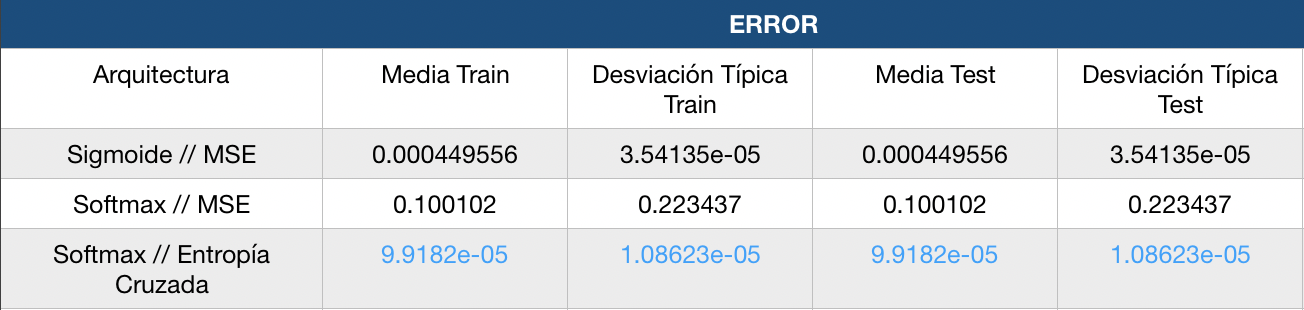 ERROR
Arquitectura Media Train Desviación Típica Train Media Test Desviación Típica Test
Sigmoide // MSE 0.000449556 3.54135e-05 0.000449556 3.54135e-05
Softmax // MSE 0.100102 0.223437 0.100102 0.223437
Softmax // Entropía Cruzada 9.9182e-05 1.08623e-05 9.9182e-05 1.08623e-05